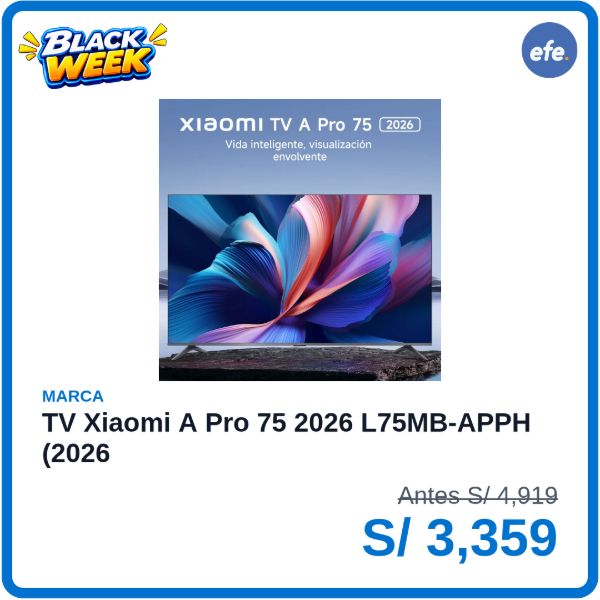 BLACK
WEEK
efe.
xiaomi TV A Pro 75 2026
Vida inteligente, visualización
envolvente
MARCA
TV Xiaomi A Pro 75 2026 L75MB-APPH
(2026
Antes S/ 4,919
S/ 3,359